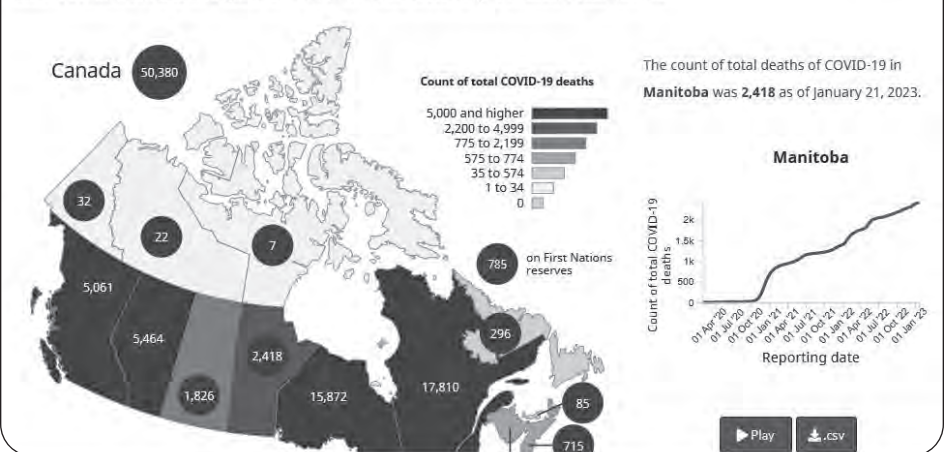 Canada 50,380
Count of total COVID-19 deaths
5,000 and higher
2,200 to 4,999
775 to 2,199
575 to 774
35 to 574
1 to 34
0
32
22
7
785
on First Nations
reserves
5,061
5,464
1,826
2,418
15,872
17,810
296
85
715
The count of total deaths of COVID-19 in
Manitoba was 2,418 as of January 21, 2023.
Manitoba
Count of total COVID-19
deaths
2k
1.5k
1k
500
0
01 Apr '20
01 Jul '20
01 Oct '20
01 Jan '21
01 Apr '21
01 Jul '21
01 Oct '21
01 Jan '22
01 Apr '22
01 Jul '22
01 Oct '22
01 Jan '23
Reporting date
Play
.csv